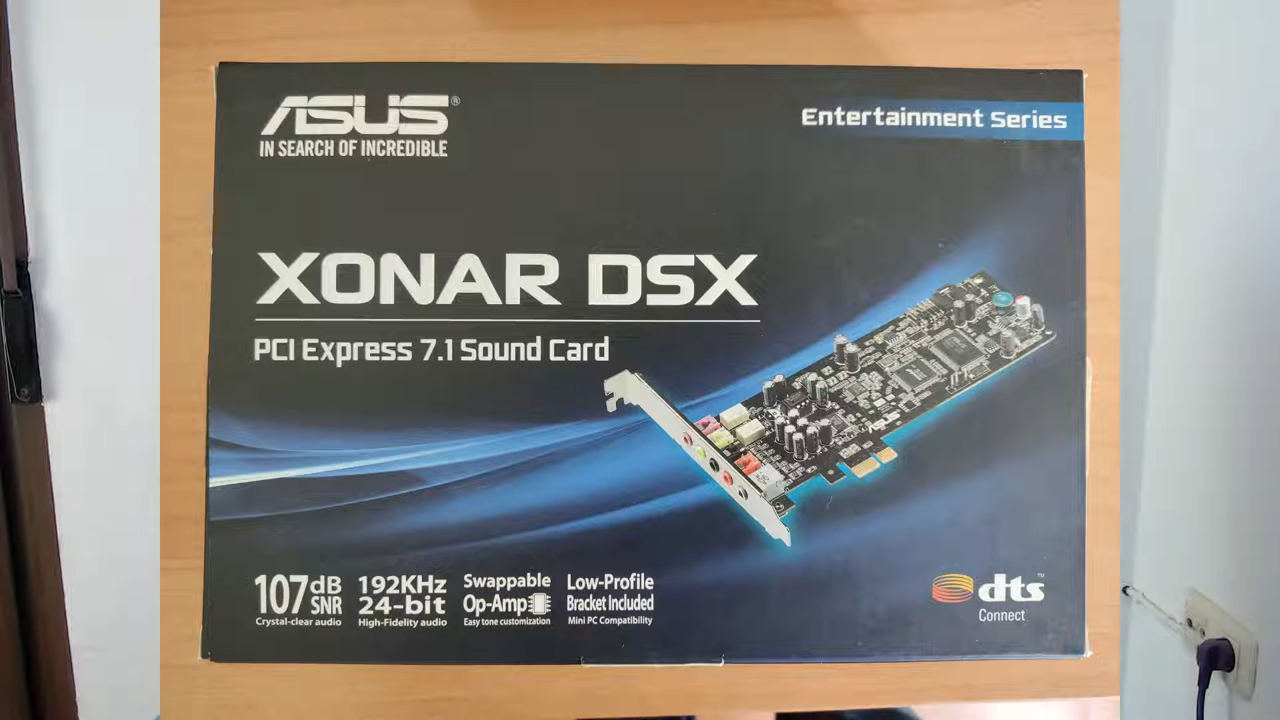 ASUS®
IN SEARCH OF INCREDIBLE
Entertainment Series
XONAR DSX
PCI Express 7.1 Sound Card
107dB SNR
Crystal-clear audio
192KHz
24-bit
High-Fidelity audio
Swappable
Op-Amp
Easy tone customization
Low-Profile
Bracket Included
Mini PC Compatibility
dts™
Connect
ASUS